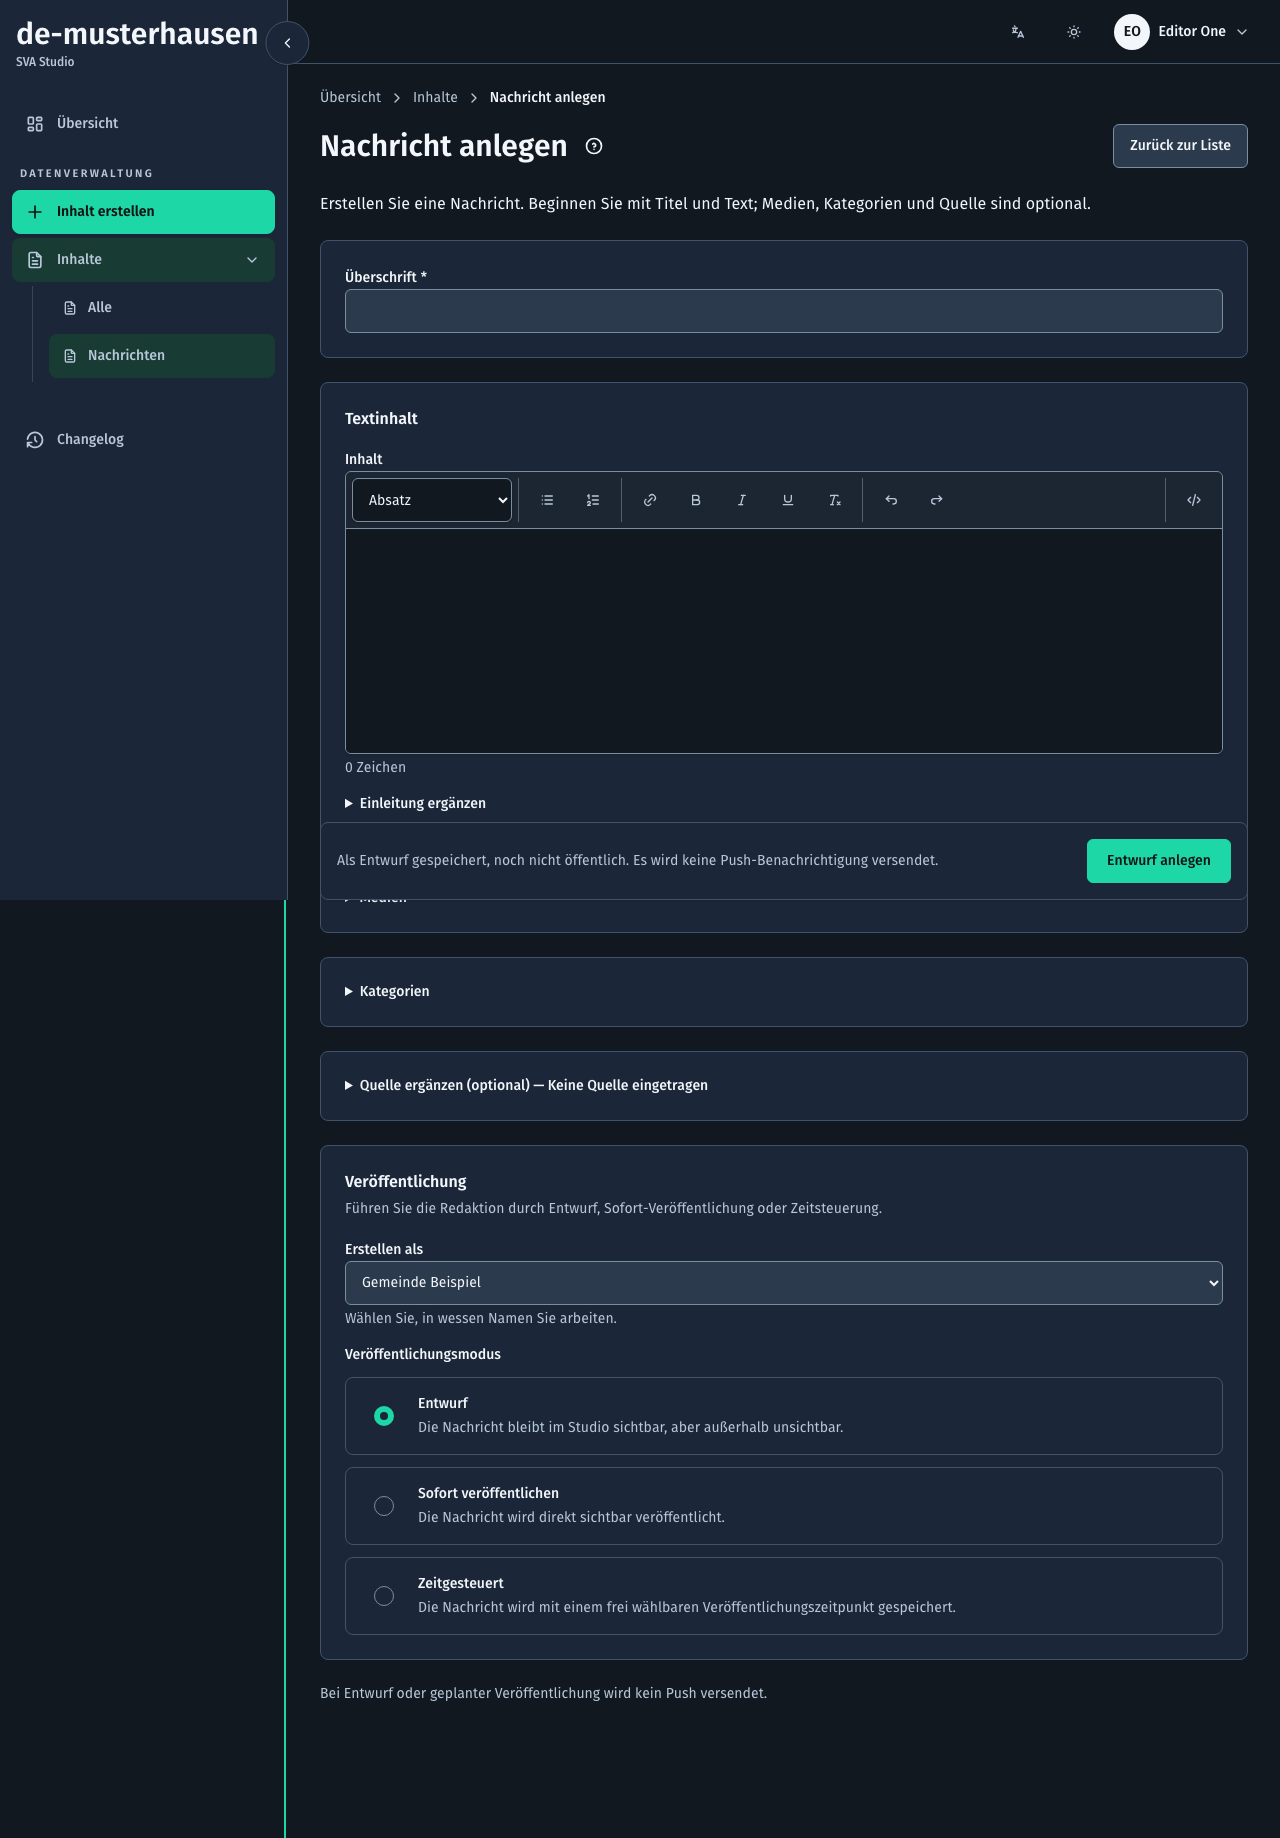 de-musterhausen
SVA Studio
Übersicht
DATENVERWALTUNG
Inhalt erstellen
Inhalte
Alle
Nachrichten
Changelog
EO Editor One
Übersicht Inhalte Nachricht anlegen
Nachricht anlegen
Zurück zur Liste
Erstellen Sie eine Nachricht. Beginnen Sie mit Titel und Text; Medien, Kategorien und Quelle sind optional.
Überschrift *
Textinhalt
Inhalt
Absatz
0 Zeichen
Einleitung ergänzen
Als Entwurf gespeichert, noch nicht öffentlich. Es wird keine Push-Benachrichtigung versendet.
Entwurf anlegen
Medien
Kategorien
Quelle ergänzen (optional) — Keine Quelle eingetragen
Veröffentlichung
Führen Sie die Redaktion durch Entwurf, Sofort-Veröffentlichung oder Zeitsteuerung.
Erstellen als
Gemeinde Beispiel
Wählen Sie, in wessen Namen Sie arbeiten.
Veröffentlichungsmodus
Entwurf
Die Nachricht bleibt im Studio sichtbar, aber außerhalb unsichtbar.
Sofort veröffentlichen
Die Nachricht wird direkt sichtbar veröffentlicht.
Zeitgesteuert
Die Nachricht wird mit einem frei wählbaren Veröffentlichungszeitpunkt gespeichert.
Bei Entwurf oder geplanter Veröffentlichung wird kein Push versendet.